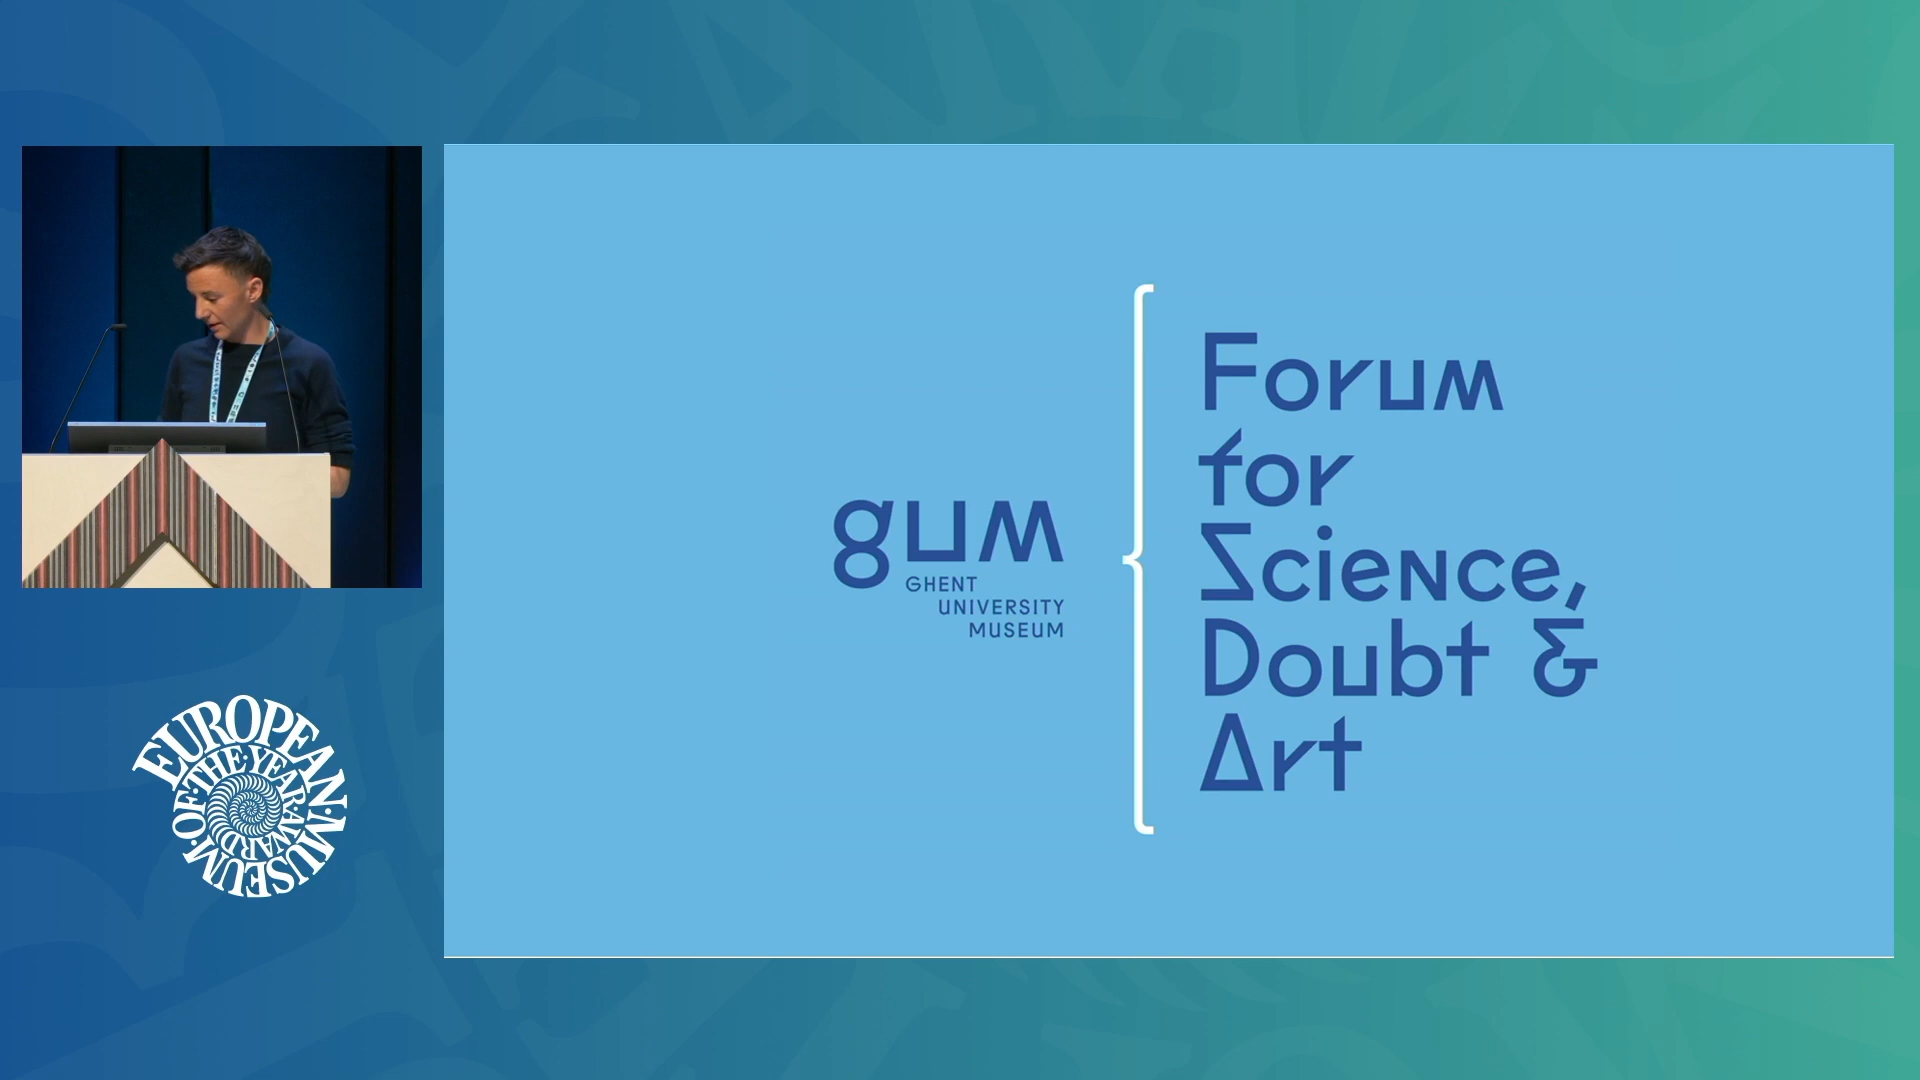 gum
GHENT
UNIVERSITY
MUSEUM
Forum
for
Science,
Doubt &
Art
EUROPEAN·MUSEUM
·OF·THE·YEAR·AWARD